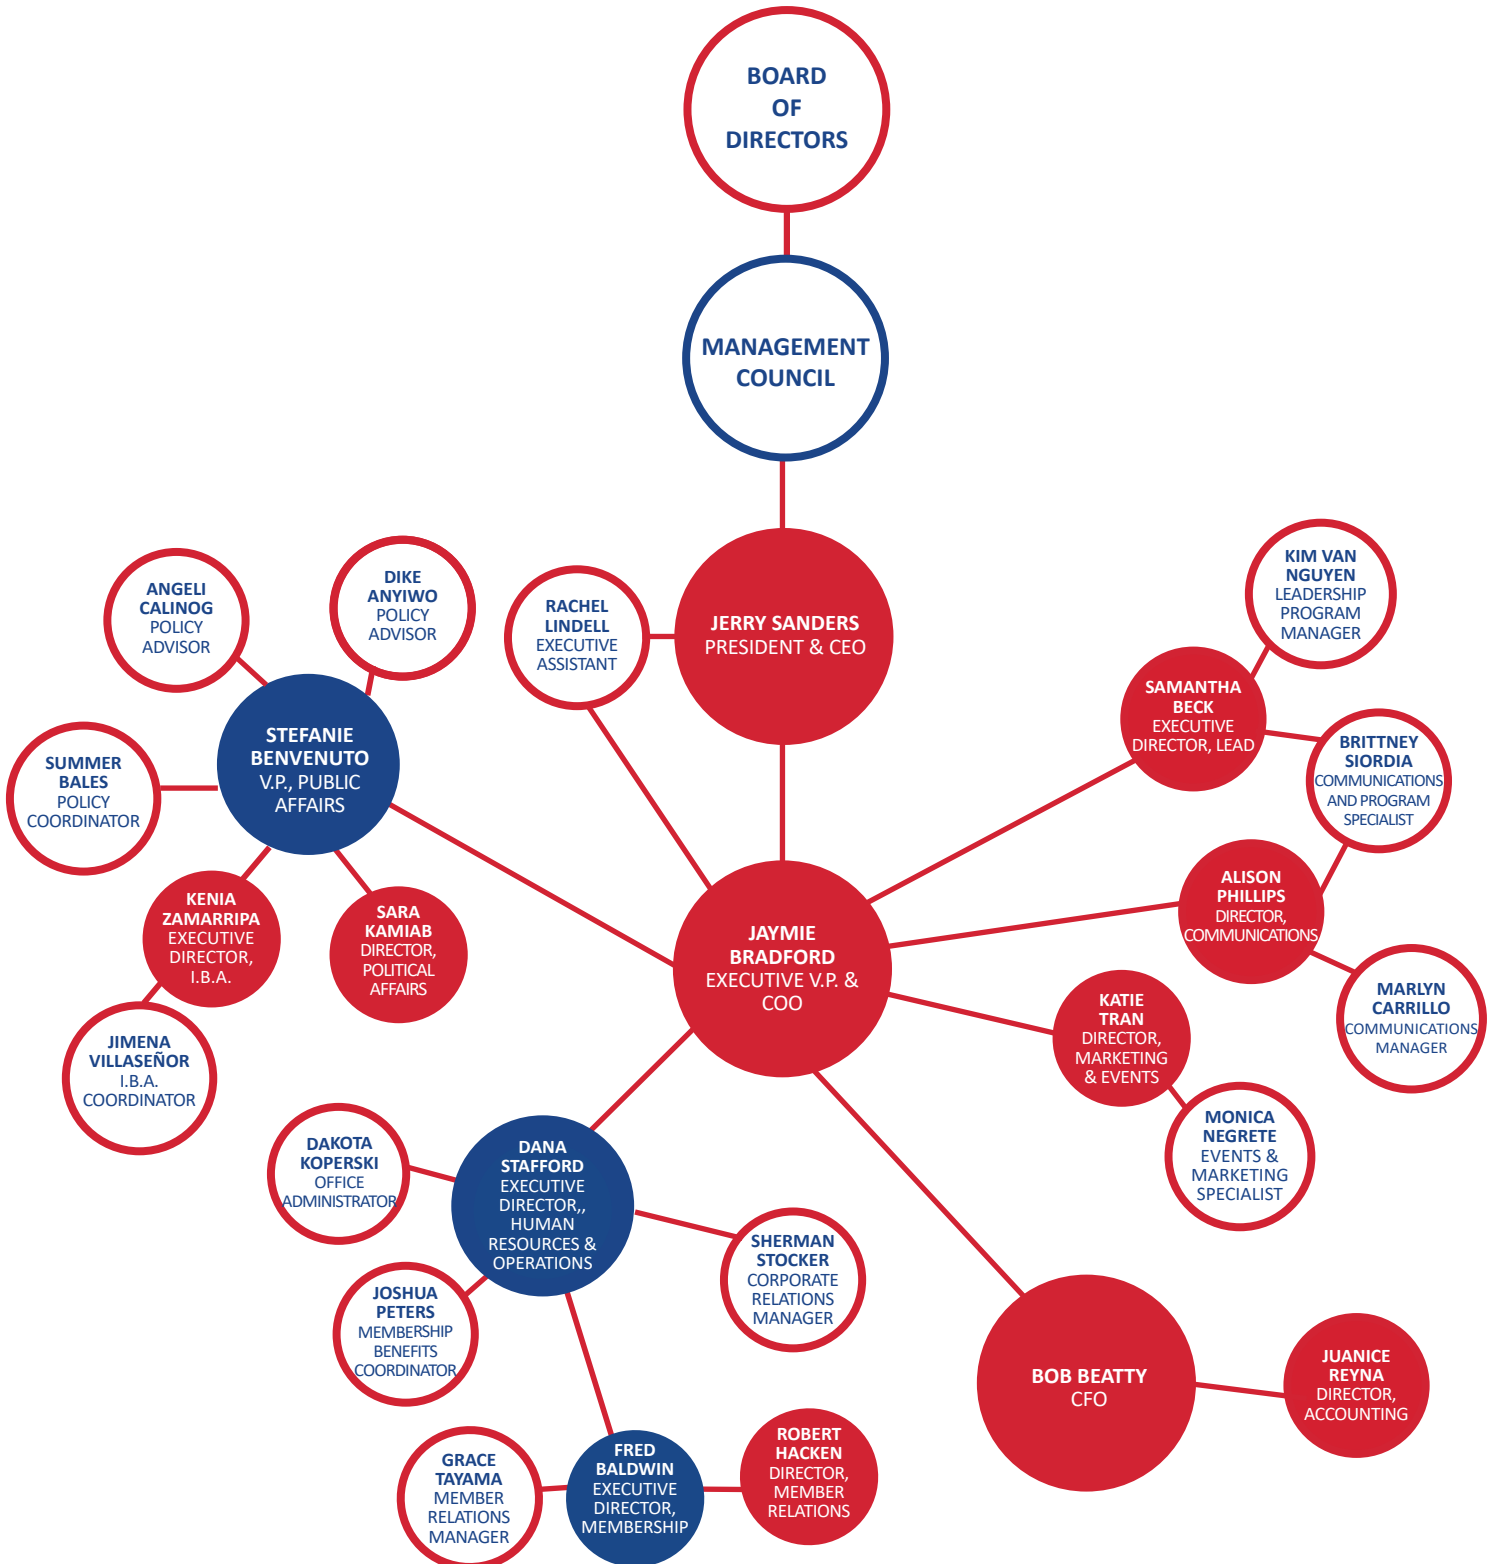 BOARD
OF
DIRECTORS
MANAGEMENT
COUNCIL
JERRY SANDERS
PRESIDENT & CEO
RACHEL
LINDELL
EXECUTIVE
ASSISTANT
ANGELI
CALINOG
POLICY
ADVISOR
DIKE
ANYIWO
POLICY
ADVISOR
STEFANIE
BENVENUTO
V.P., PUBLIC
AFFAIRS
SUMMER
BALES
POLICY
COORDINATOR
KENIA
ZAMARRIPA
EXECUTIVE
DIRECTOR,
I.B.A.
SARA
KAMIAB
DIRECTOR,
POLITICAL
AFFAIRS
JIMENA
VILLASEÑOR
I.B.A.
COORDINATOR
JAYMIE
BRADFORD
EXECUTIVE V.P. &
COO
KIM VAN
NGUYEN
LEADERSHIP
PROGRAM
MANAGER
SAMANTHA
BECK
EXECUTIVE
DIRECTOR, LEAD
BRITTNEY
SIORDIA
COMMUNICATIONS
AND PROGRAM
SPECIALIST
ALISON
PHILLIPS
DIRECTOR,
COMMUNICATIONS
MARLYN
CARRILLO
COMMUNICATIONS
MANAGER
KATIE
TRAN
DIRECTOR,
MARKETING
& EVENTS
MONICA
NEGRETE
EVENTS &
MARKETING
SPECIALIST
DAKOTA
KOPERSKI
OFFICE
ADMINISTRATOR
DANA
STAFFORD
EXECUTIVE
DIRECTOR,,
HUMAN
RESOURCES &
OPERATIONS
SHERMAN
STOCKER
CORPORATE
RELATIONS
MANAGER
JOSHUA
PETERS
MEMBERSHIP
BENEFITS
COORDINATOR
GRACE
TAYAMA
MEMBER
RELATIONS
MANAGER
FRED
BALDWIN
EXECUTIVE
DIRECTOR,
MEMBERSHIP
ROBERT
HACKEN
DIRECTOR,
MEMBER
RELATIONS
BOB BEATTY
CFO
JUANICE
REYNA
DIRECTOR,
ACCOUNTING